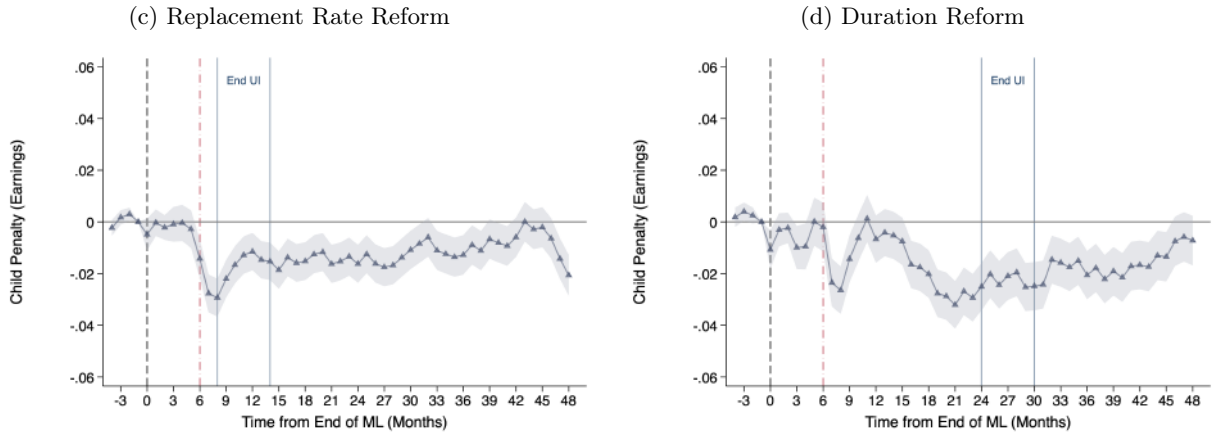 (c) Replacement Rate Reform
.06
.04
.02
0
-.02
-.04
-.06
Child Penalty (Earnings)
End UI
-3 0 3 6 9 12 15 18 21 24 27 30 33 36 39 42 45 48
Time from End of ML (Months)
(d) Duration Reform
.06
.04
.02
0
-.02
-.04
-.06
Child Penalty (Earnings)
End UI
-3 0 3 6 9 12 15 18 21 24 27 30 33 36 39 42 45 48
Time from End of ML (Months)